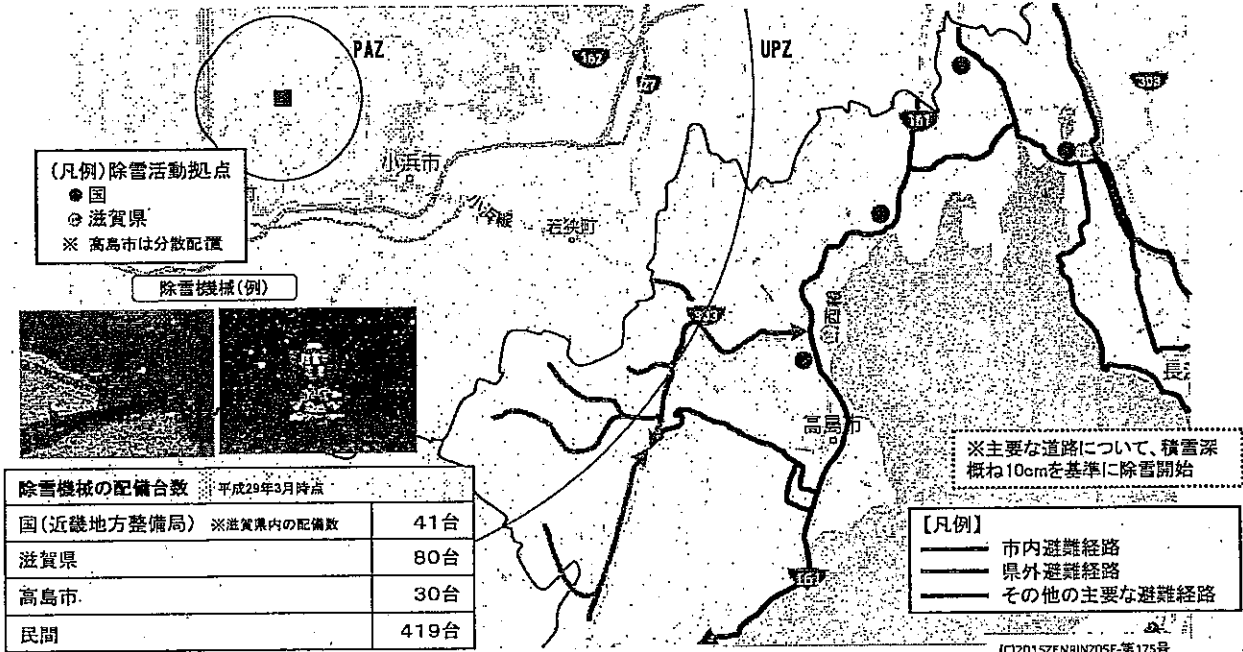 PAZ
UPZ
162
27
161
303
(凡例)除雪活動拠点
国
滋賀県
※ 高島市は分散配置
小浜市
小浜線
若狭町
除雪機械(例)
303
高島市
※主要な道路について、積雪深
概ね10cmを基準に除雪開始
除雪機械の配備台数 平成29年3月時点
国(近畿地方整備局) ※滋賀県内の配備数 41台
滋賀県 80台
高島市 30台
民間 419台
161
【凡例】
市内避難経路
県外避難経路
その他の主要な避難経路